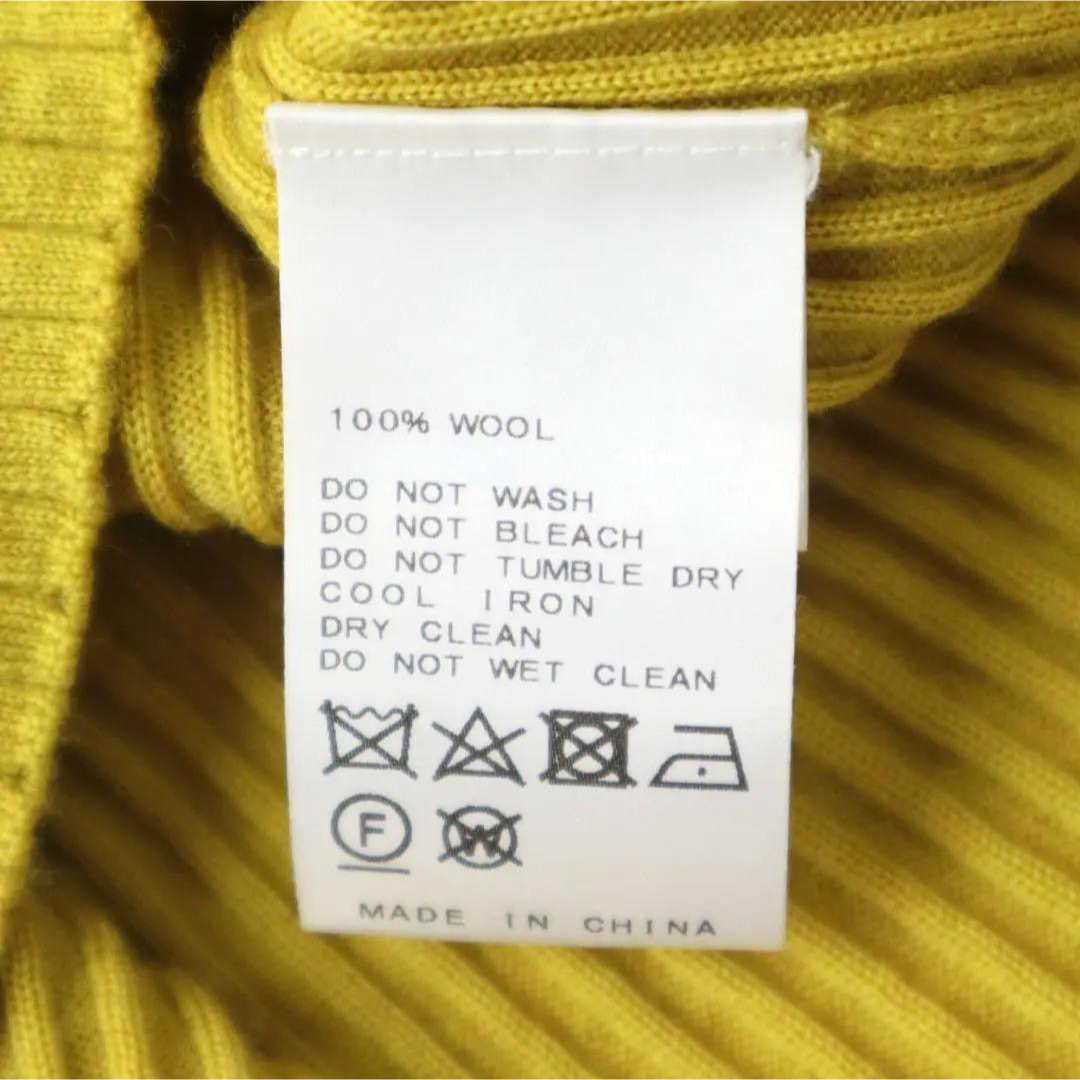 100% WOOL
DO NOT WASH
DO NOT BLEACH
DO NOT TUMBLE DRY
COOL IRON
DRY CLEAN
DO NOT WET CLEAN
F W
MADE IN CHINA